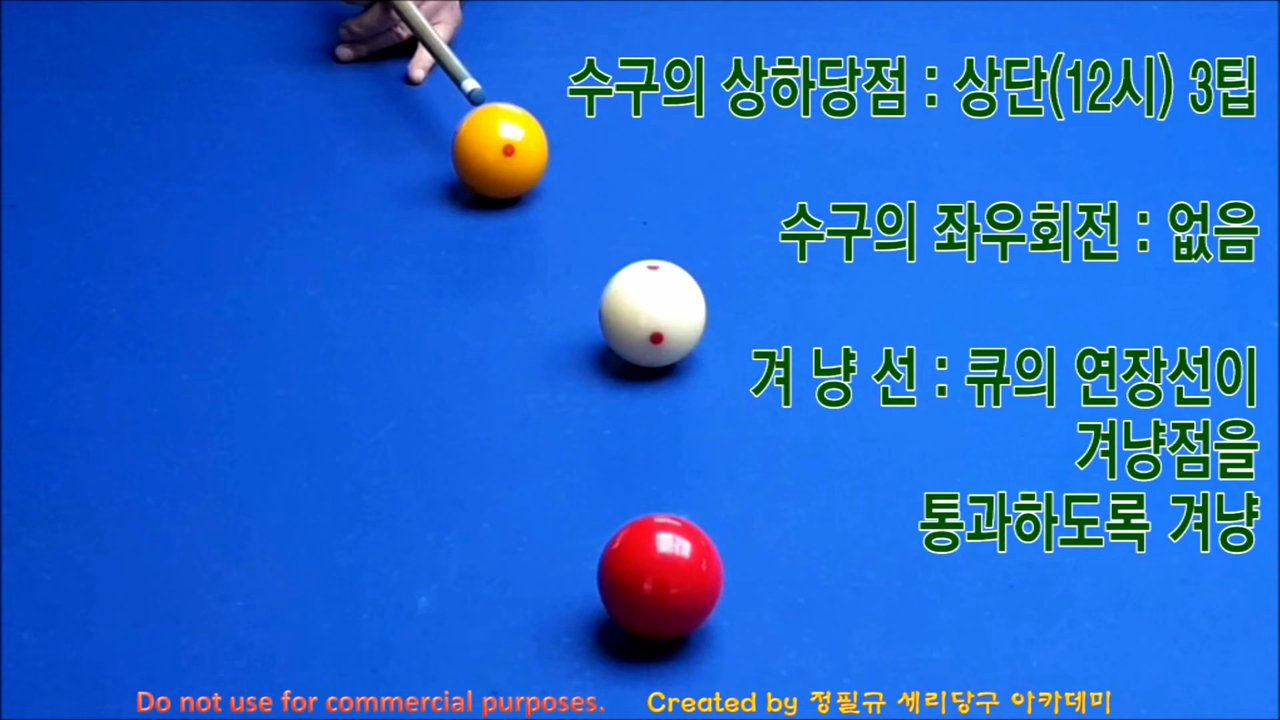 수구의 상하당점 : 상단(12시) 3팁
수구의 좌우회전 : 없음
겨 냥 선 : 큐의 연장선이
겨냥점을
통과하도록 겨냥
Do not use for commercial purposes. Created by 정필규 세리당구 아카데미